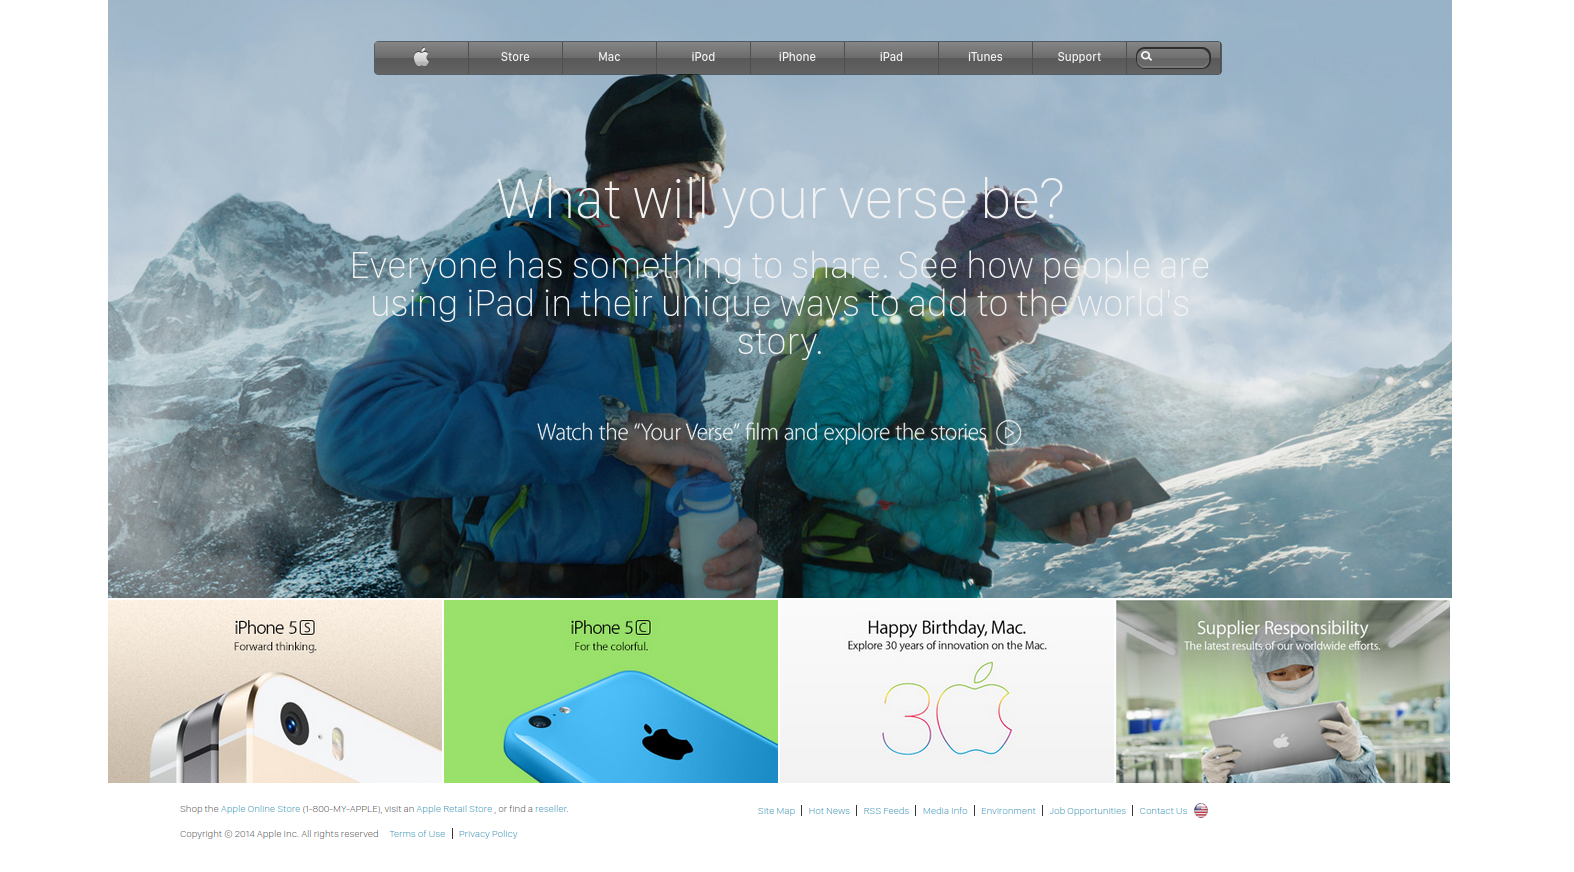 Store Mac iPod iPhone iPad iTunes Support
What will your verse be?
Everyone has something to share. See how people are
using iPad in their unique ways to add to the world's
story.
Watch the “Your Verse” film and explore the stories
iPhone 5S
Forward thinking.
iPhone 5C
For the colorful.
Happy Birthday, Mac.
Explore 30 years of innovation on the Mac.
30
Supplier Responsibility
The latest results of our worldwide efforts.
Shop the Apple Online Store (1-800-MY-APPLE), visit an Apple Retail Store , or find a reseller.
Site Map | Hot News | RSS Feeds | Media Info | Environment | Job Opportunities | Contact Us
Copyright © 2014 Apple Inc. All rights reserved Terms of Use | Privacy Policy